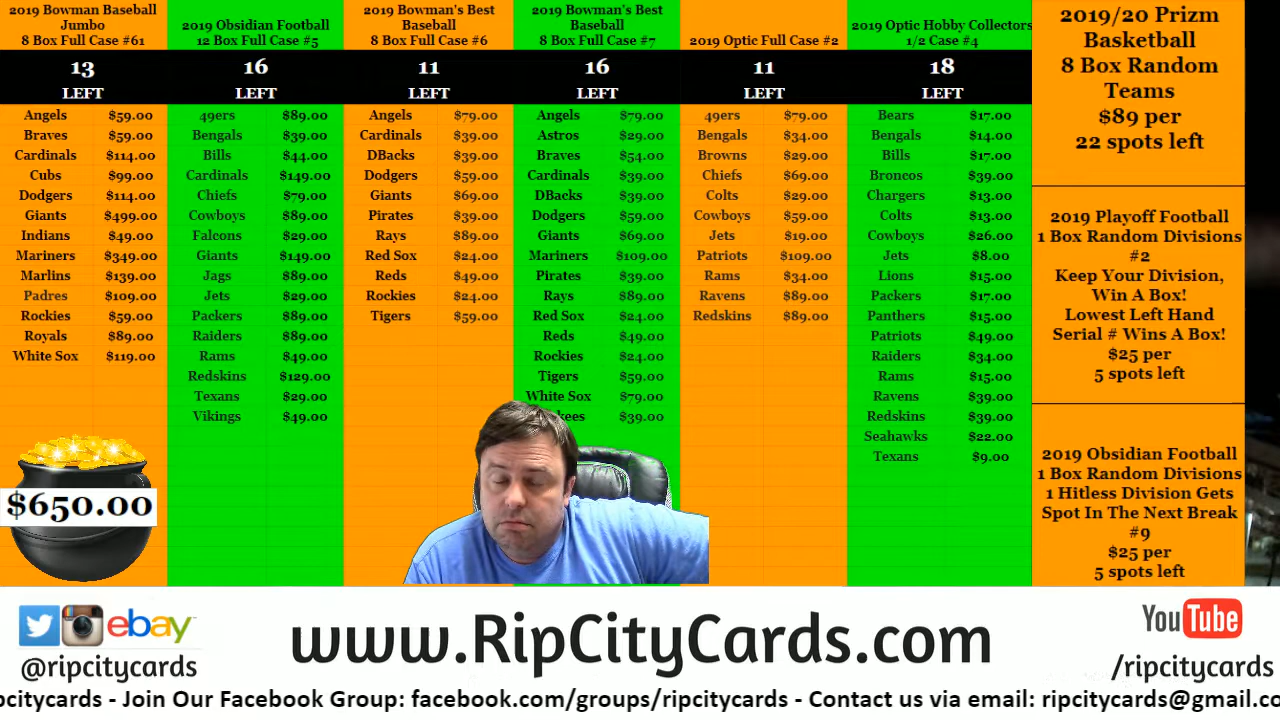 2019 Bowman Baseball
Jumbo
8 Box Full Case #61
13
LEFT
Angels $59.00
Braves $59.00
Cardinals $114.00
Cubs $99.00
Dodgers $114.00
Giants $499.00
Indians $49.00
Mariners $349.00
Marlins $139.00
Padres $109.00
Rockies $59.00
Royals $89.00
White Sox $119.00
$650.00
2019 Obsidian Football
12 Box Full Case #5
16
LEFT
49ers $89.00
Bengals $39.00
Bills $44.00
Cardinals $149.00
Chiefs $79.00
Cowboys $89.00
Falcons $29.00
Giants $149.00
Jags $89.00
Jets $29.00
Packers $89.00
Raiders $89.00
Rams $49.00
Redskins $129.00
Texans $29.00
Vikings $49.00
2019 Bowman's Best
Baseball
8 Box Full Case #6
11
LEFT
Angels $79.00
Cardinals $39.00
DBacks $39.00
Dodgers $59.00
Giants $69.00
Pirates $39.00
Rays $89.00
Red Sox $24.00
Reds $49.00
Rockies $24.00
Tigers $59.00
2019 Bowman's Best
Baseball
8 Box Full Case #7
16
LEFT
Angels $79.00
Astros $29.00
Braves $54.00
Cardinals $39.00
DBacks $39.00
Dodgers $59.00
Giants $69.00
Mariners $109.00
Pirates $39.00
Rays $89.00
Red Sox $24.00
Reds $49.00
Rockies $24.00
Tigers $59.00
White Sox $79.00
kees $39.00
2019 Optic Full Case #2
11
LEFT
49ers $79.00
Bengals $34.00
Browns $29.00
Chiefs $69.00
Colts $29.00
Cowboys $59.00
Jets $19.00
Patriots $109.00
Rams $34.00
Ravens $89.00
Redskins $89.00
2019 Optic Hobby Collectors
1/2 Case #4
18
LEFT
Bears $17.00
Bengals $14.00
Bills $17.00
Broncos $39.00
Chargers $13.00
Colts $13.00
Cowboys $26.00
Jets $8.00
Lions $15.00
Packers $17.00
Panthers $15.00
Patriots $49.00
Raiders $34.00
Rams $15.00
Ravens $39.00
Redskins $39.00
Seahawks $22.00
Texans $9.00
2019/20 Prizm
Basketball
8 Box Random
Teams
$89 per
22 spots left
2019 Playoff Football
1 Box Random Divisions
#2
Keep Your Division,
Win A Box!
Lowest Left Hand
Serial # Wins A Box!
$25 per
5 spots left
2019 Obsidian Football
1 Box Random Divisions
1 Hitless Division Gets
Spot In The Next Break
#9
$25 per
5 spots left
ebay
@ripcitycards
www.RipCityCards.com
YouTube
/ripcitycards
pcitycards - Join Our Facebook Group: facebook.com/groups/ripcitycards - Contact us via email: ripcitycards@gmail.co